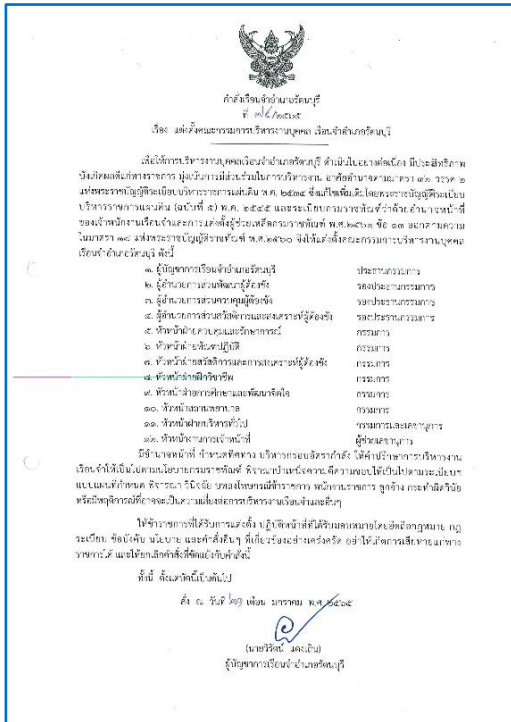 คำสั่งเรือนจำอำเภอรัตนบุรี
ที่ ๗๔/๒๕๖๕
เรื่อง แต่งตั้งคณะกรรมการบริหารงานบุคคล เรือนจำอำเภอรัตนบุรี
เพื่อให้การบริหารงานบุคคลเรือนจำอำเภอรัตนบุรี ดำเนินไปอย่างต่อเนื่อง มีประสิทธิภาพ
บังเกิดผลดีแก่ทางราชการ มุ่งเน้นการมีส่วนร่วมในการบริหารงาน อาศัยอำนาจตามมาตรา วรรค ๒
แห่งพระราชบัญญัติระเบียบบริหารราชการแผ่นดิน พ.ศ. ๒๕๓๔ ซึ่งแก้ไขเพิ่มเติมโดยพระราชบัญญัติระเบียบ
บริหารราชการแผ่นดิน (ฉบับที่ ๕) พ.ศ. ๒๕๔๕ และระเบียบกรมราชทัณฑ์ว่าด้วยอำนาจหน้าที่
ของเจ้าพนักงานเรือนจำและการแต่งตั้งผู้ช่วยเหลือกรมราชทัณฑ์ พ.ศ.๒๕๖๑ ข้อ ๑๓ ออกตามความ
ในมาตรา ๑๘ แห่งพระราชบัญญัติราชทัณฑ์ พ.ศ.๒๕๖๐ จึงให้แต่งตั้งคณะกรรมการบริหารงานบุคคล
เรือนจำอำเภอรัตนบุรี ดังนี้
๑. ผู้บัญชาการเรือนจำอำเภอรัตนบุรี ประธานกรรมการ
๒. ผู้อำนวยการส่วนพัฒนาผู้ต้องขัง รองประธานกรรมการ
๓. ผู้อำนวยการส่วนควบคุมผู้ต้องขัง รองประธานกรรมการ
๔. ผู้อำนวยการส่วนสวัสดิการและสงเคราะห์ผู้ต้องขัง รองประธานกรรมการ
๕. หัวหน้าฝ่ายควบคุมและรักษาการณ์ กรรมการ
๖. หัวหน้าฝ่ายทัณฑปฏิบัติ กรรมการ
๗. หัวหน้าฝ่ายสวัสดิการและการสงเคราะห์ผู้ต้องขัง กรรมการ
๘. หัวหน้าฝ่ายฝึกวิชาชีพ กรรมการ
๙. หัวหน้าฝ่ายการศึกษาและพัฒนาจิตใจ กรรมการ
๑๐. หัวหน้าสถานพยาบาล กรรมการ
๑๑. หัวหน้าฝ่ายบริหารทั่วไป กรรมการและเลขานุการ
๑๒. หัวหน้างานการเจ้าหน้าที่ ผู้ช่วยเลขานุการ
มีอำนาจหน้าที่ กำหนดทิศทาง บริหารกรอบอัตรากำลัง ให้คำปรึกษาการบริหารงาน
เรือนจำให้เป็นไปตามนโยบายกรมราชทัณฑ์ พิจารณาบำเหน็จความดีความชอบให้เป็นไปตามระเบียบฯ
แบบแผนที่กำหนด พิจารณา วินิจฉัย บทลงโทษกรณีข้าราชการ พนักงานราชการ ลูกจ้าง กระทำผิดวินัย
หรือมีพฤติการณ์ที่อาจจะเป็นความเสี่ยงต่อการบริหารงานเรือนจำและอื่นๆ
ให้ข้าราชการที่ได้รับการแต่งตั้ง ปฏิบัติหน้าที่ที่ได้รับมอบหมายโดยยึดถือกฎหมาย กฎ
ระเบียบ ข้อบังคับ นโยบาย และคำสั่งอื่นๆ ที่เกี่ยวข้องอย่างเคร่งครัด อย่าให้เกิดการเสียหายแก่ทาง
ราชการได้ และให้ยกเลิกคำสั่งที่ขัดแย้งกับคำสั่งนี้
ทั้งนี้ ตั้งแต่บัดนี้เป็นต้นไป
สั่ง ณ วันที่ เดือน มกราคม พ.ศ. ๒๕๖๕
ผู้บัญชาการเรือนจำอำเภอรัตนบุรี